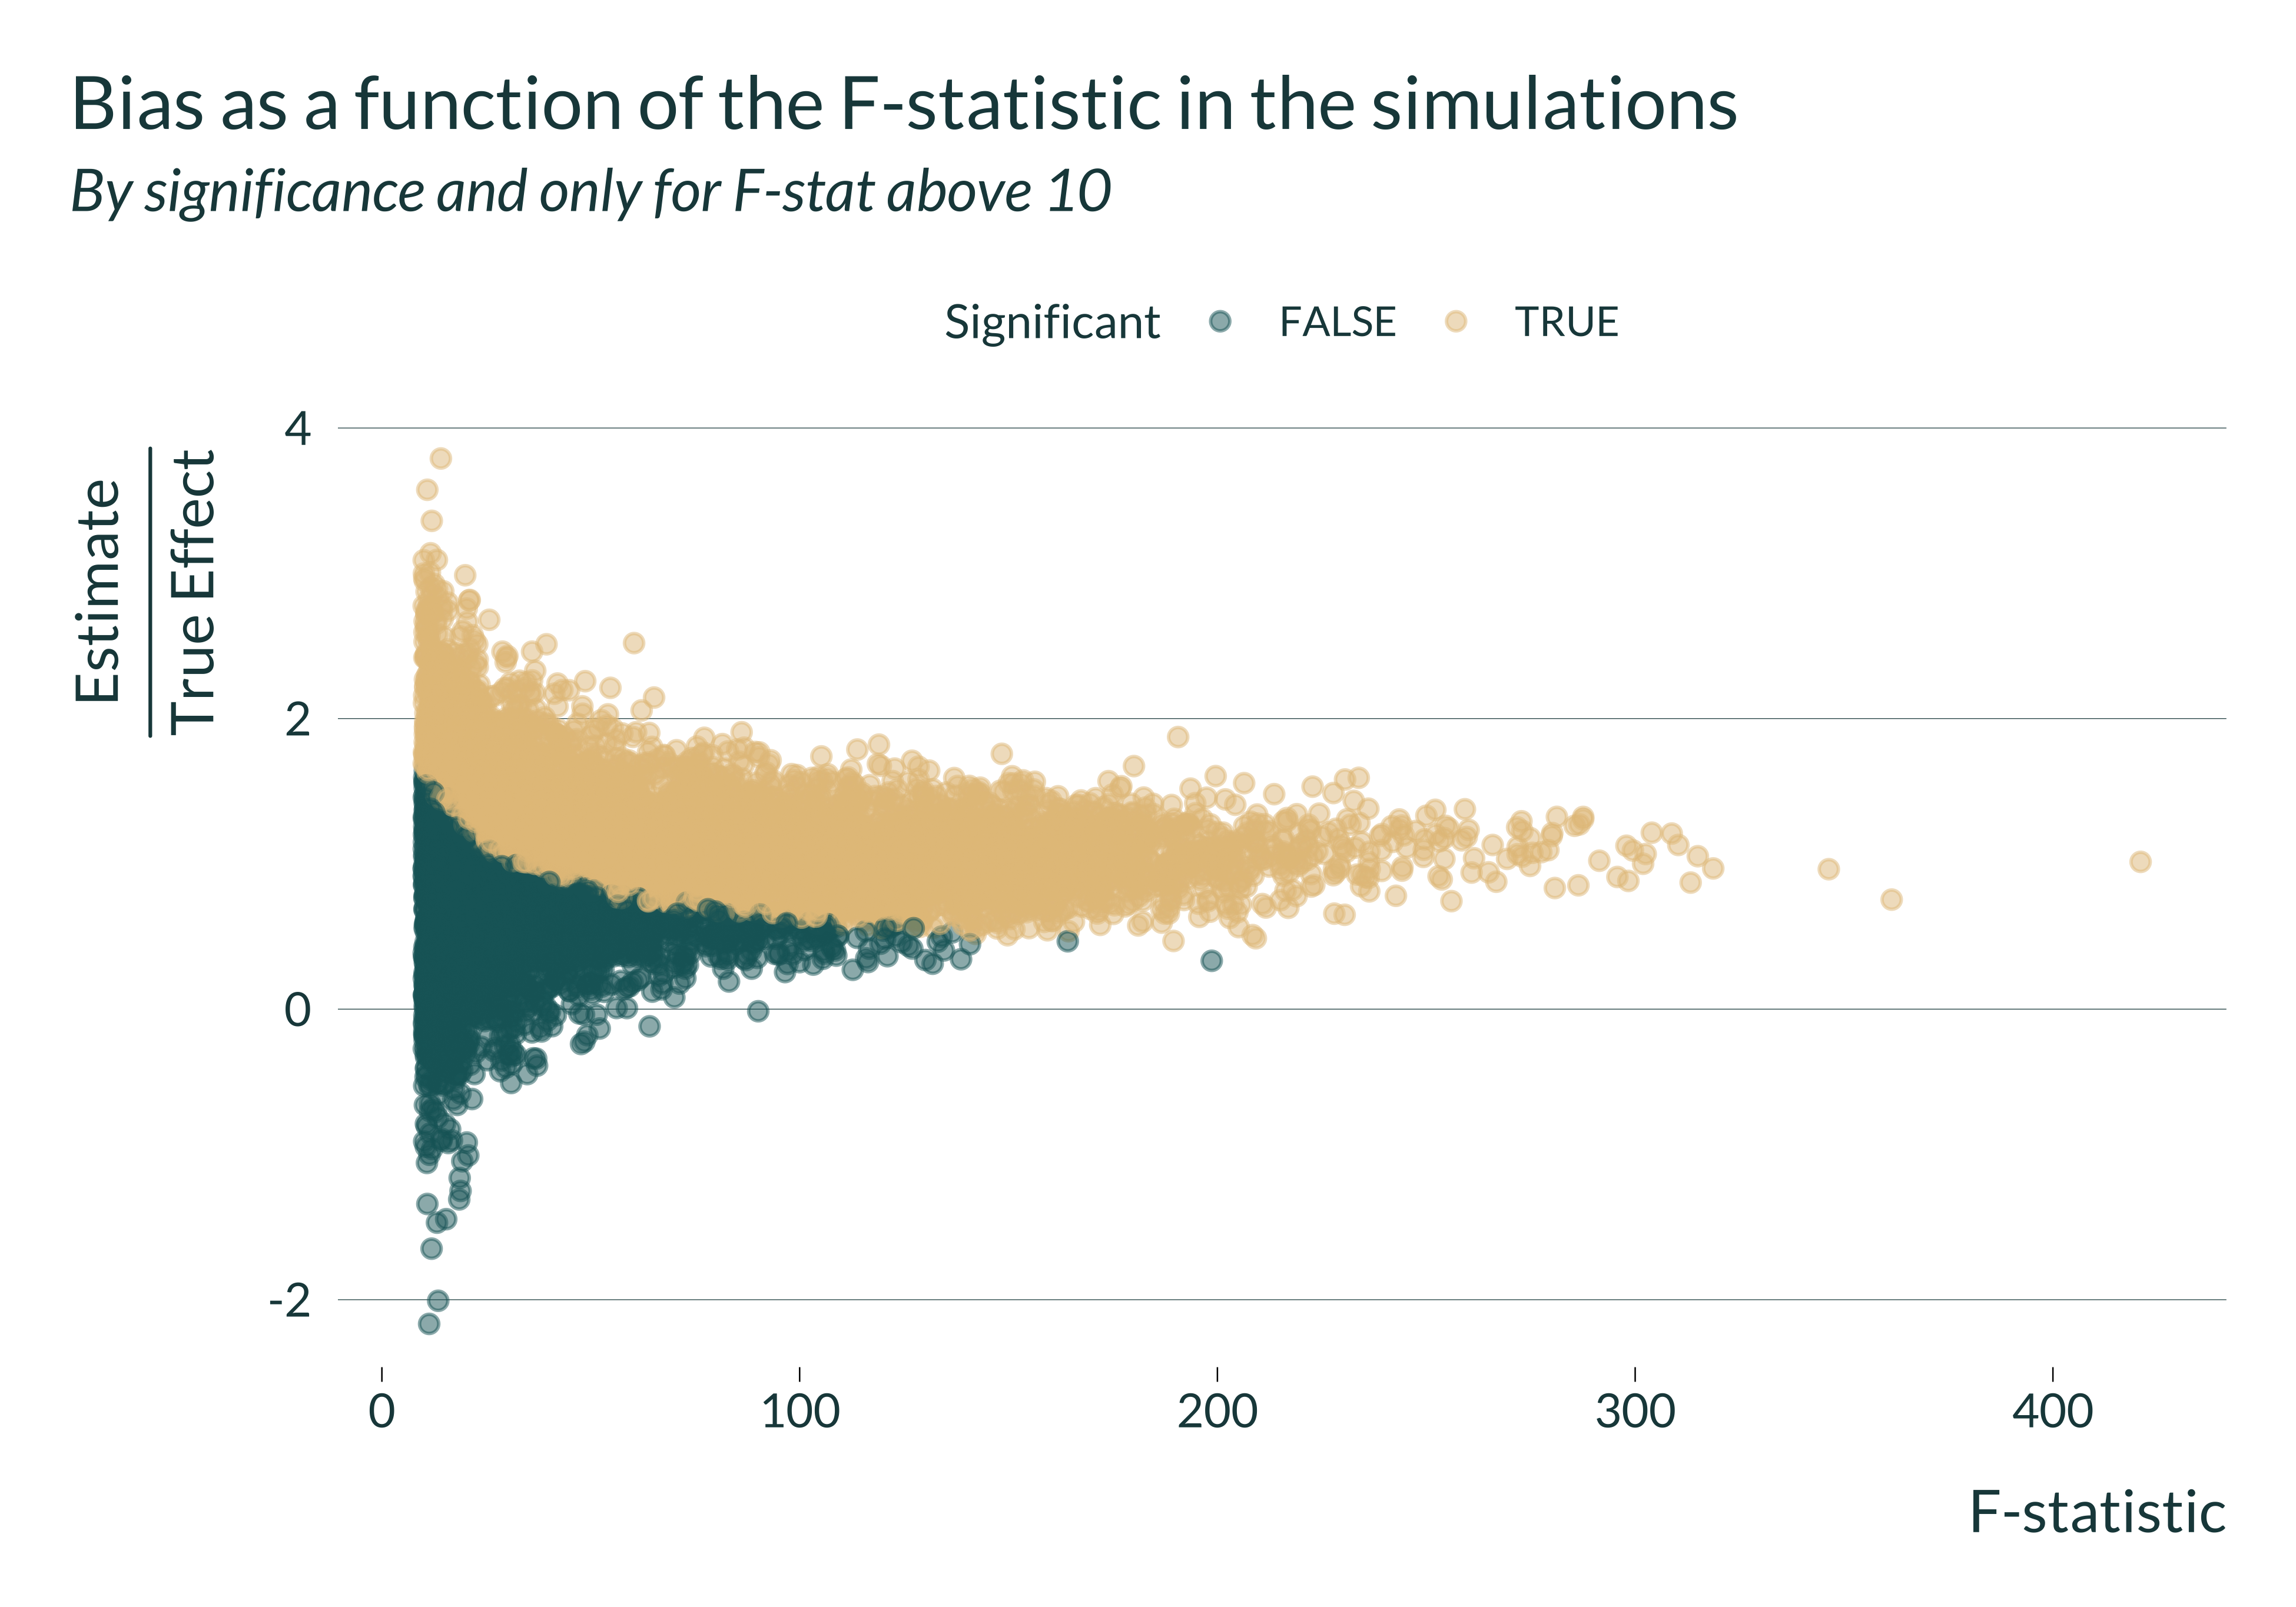 Bias as a function of the F-statistic in the simulations
By significance and only for F-stat above 10
Significant FALSE TRUE
Estimate
True Effect
4
2
0
-2
0 100 200 300 400
F-statistic